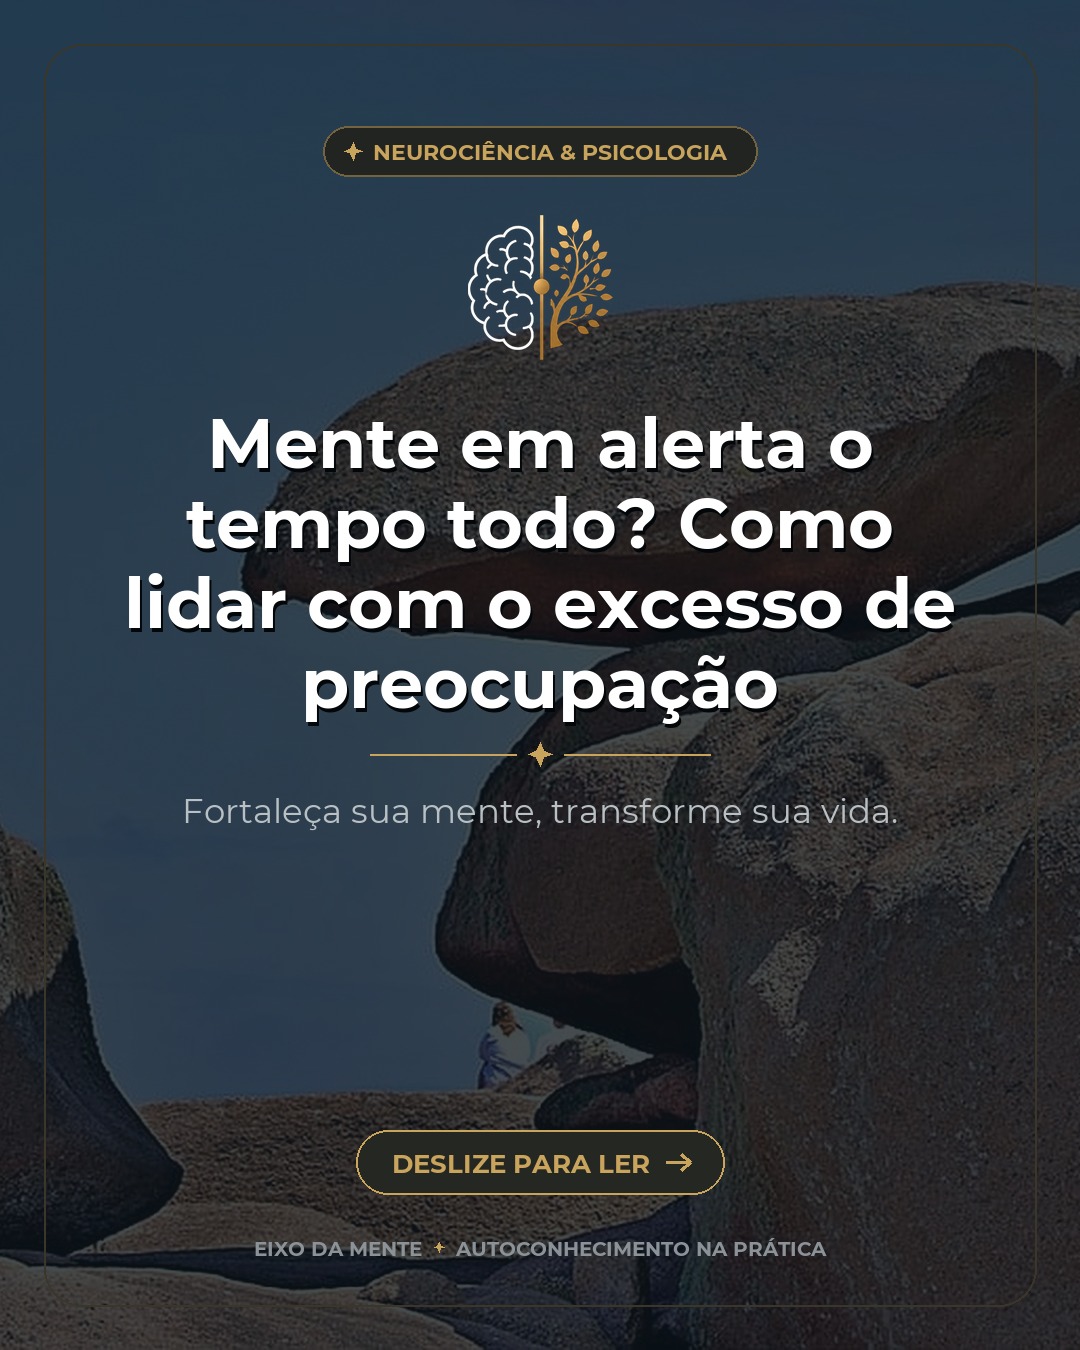 NEUROCIÊNCIA & PSICOLOGIA
Mente em alerta o
tempo todo? Como
lidar com o excesso de
preocupação
Fortaleça sua mente, transforme sua vida.
DESLIZE PARA LER →
EIXO DA MENTE ✦ AUTOCONHECIMENTO NA PRÁTICA